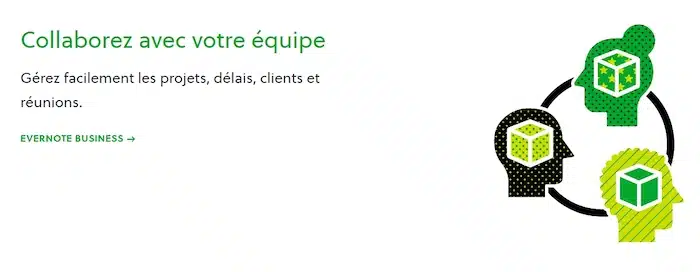 Collaborez avec votre équipe
Gérez facilement les projets, délais, clients et
réunions.
EVERNOTE BUSINESS →